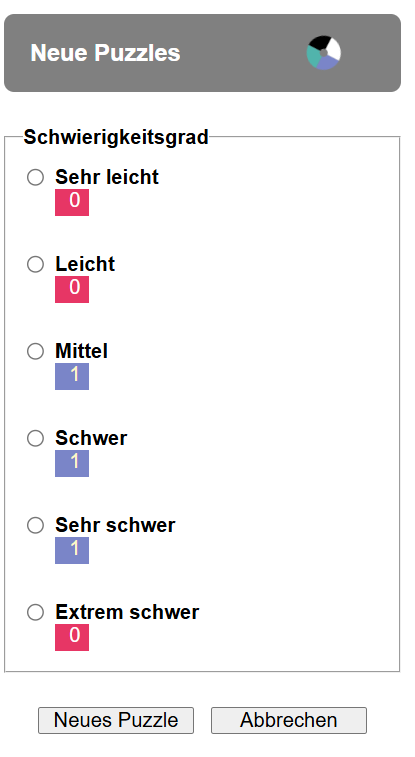 Neue Puzzles
Schwierigkeitsgrad
Sehr leicht
0
Leicht
0
Mittel
1
Schwer
1
Sehr schwer
1
Extrem schwer
0
Neues Puzzle Abbrechen